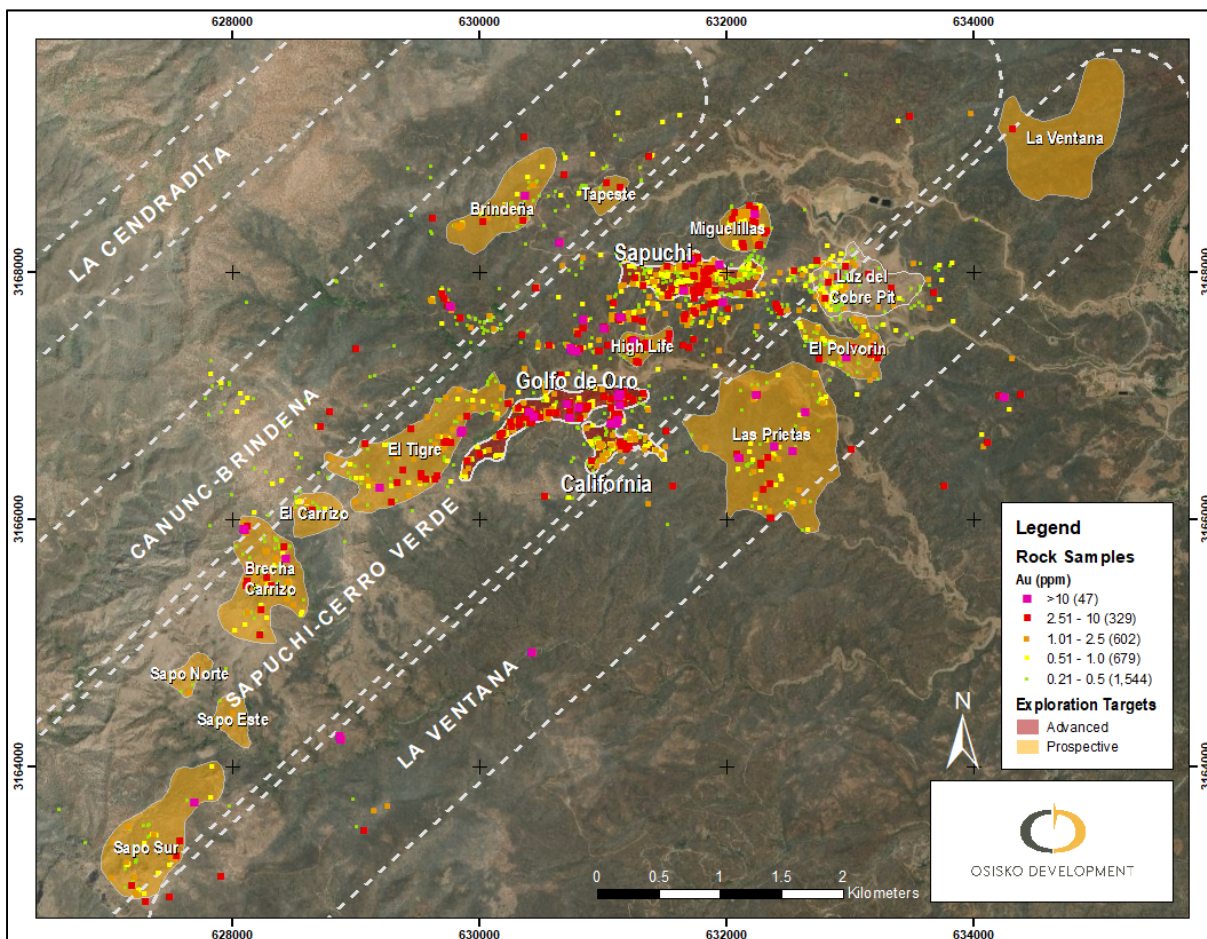 628000
630000
632000
634000
3168000
3166000
3164000
3168000
3166000
3164000
LA CENDRADITA
CANUNC-BRINDENA
SAPUCHI-CERRO VERDE
LA VENTANA
La Ventana
Brindeña
Tapeste
Miguelillas
Sapuchi
Luz del
Cobre Pit
High Life
El Polvorin
Golfo de Oro
El Tigre
Las Prietas
California
El Carrizo
Brecha
Carrizo
Sapo Norte
Sapo Este
Sapo Sur
Legend
Rock Samples
Au (ppm)
>10 (47)
2.51 - 10 (329)
1.01 - 2.5 (602)
0.51 - 1.0 (679)
0.21 - 0.5 (1,544)
Exploration Targets
Advanced
Prospective
N
0 0.5 1 1.5 2
Kilometers
OSISKO DEVELOPMENT
628000
630000
632000
634000